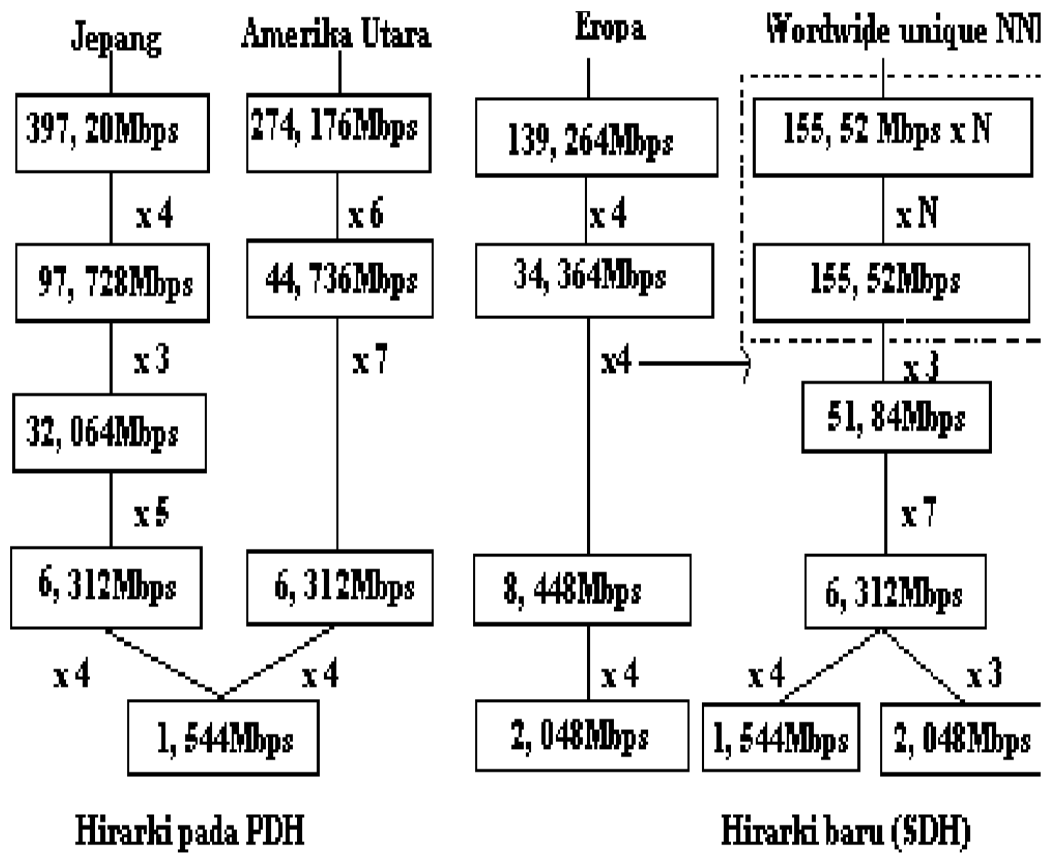 Jepang
Amerika Utara
Eropa
Wordwide unique NNI
397, 20Mbps
274, 176Mbps
139, 264Mbps
155, 52 Mbps x N
x 4
x 6
x 4
x N
97, 728Mbps
44, 736Mbps
34, 364Mbps
155, 52Mbps
x 3
x 7
x4
x 3
32, 064Mbps
51, 84Mbps
x 5
x 7
6, 312Mbps
6, 312Mbps
8, 448Mbps
6, 312Mbps
x 4
x 4
x 4
x 4
x 3
1, 544Mbps
2, 048Mbps
1, 544Mbps
2, 048Mbps
Hirarki pada PDH
Hirarki baru (SDH)